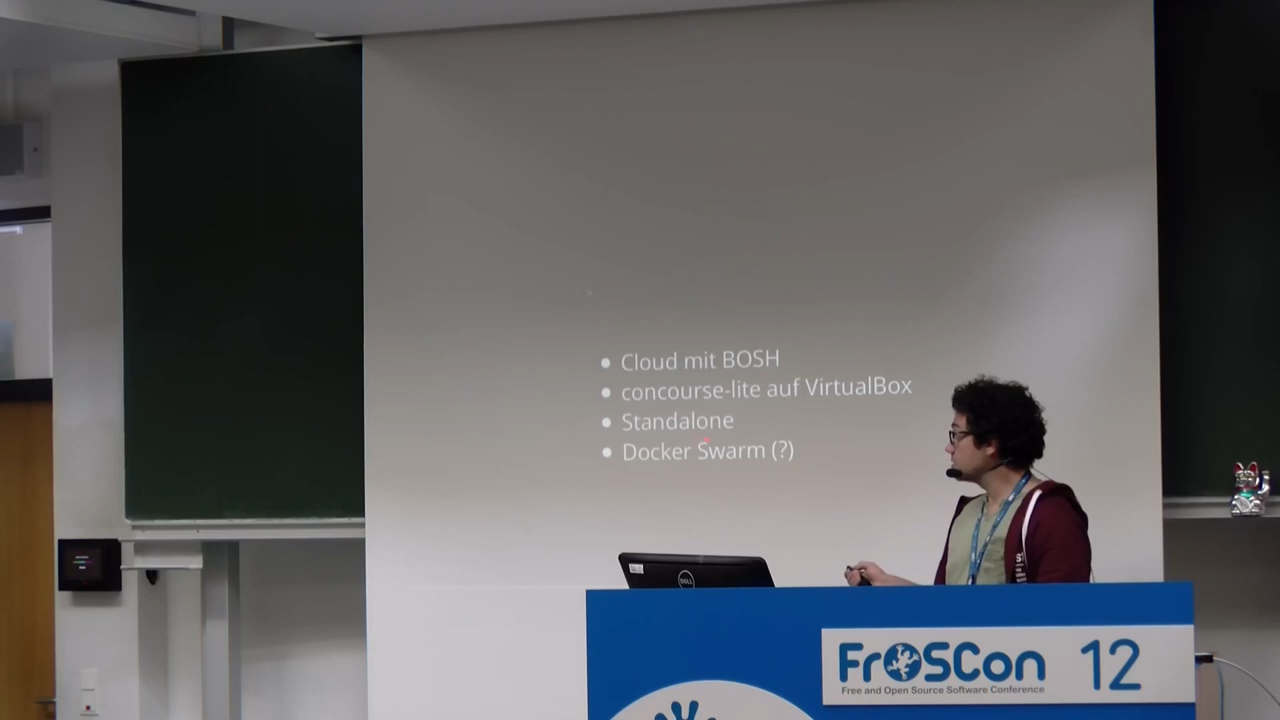 Cloud mit BOSH
concourse-lite auf VirtualBox
Standalone
Docker Swarm (?)
DELL
FrOSCon 12
Free and Open Source Software Conference